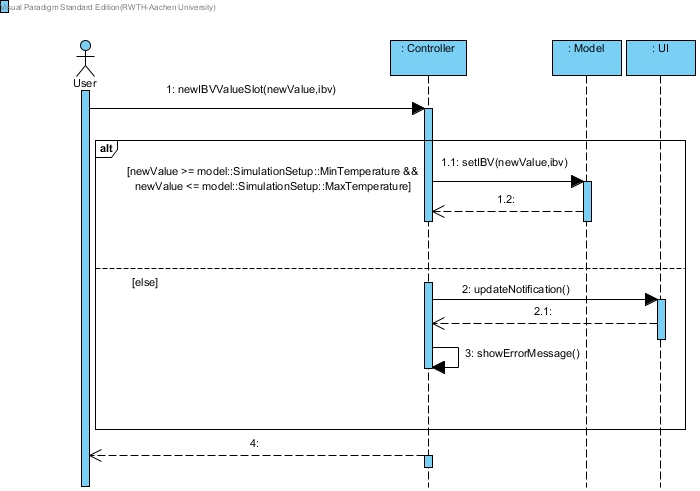 Visual Paradigm Standard Edition(RWTH-Aachen University)
: Controller
: Model
: UI
User
1: newIBVValueSlot(newValue,ibv)
alt
[newValue >= model::SimulationSetup::MinTemperature &&
newValue <= model::SimulationSetup::MaxTemperature]
1.1: setIBV(newValue,ibv)
1.2:
[else]
2: updateNotification()
2.1:
3: showErrorMessage()
4: